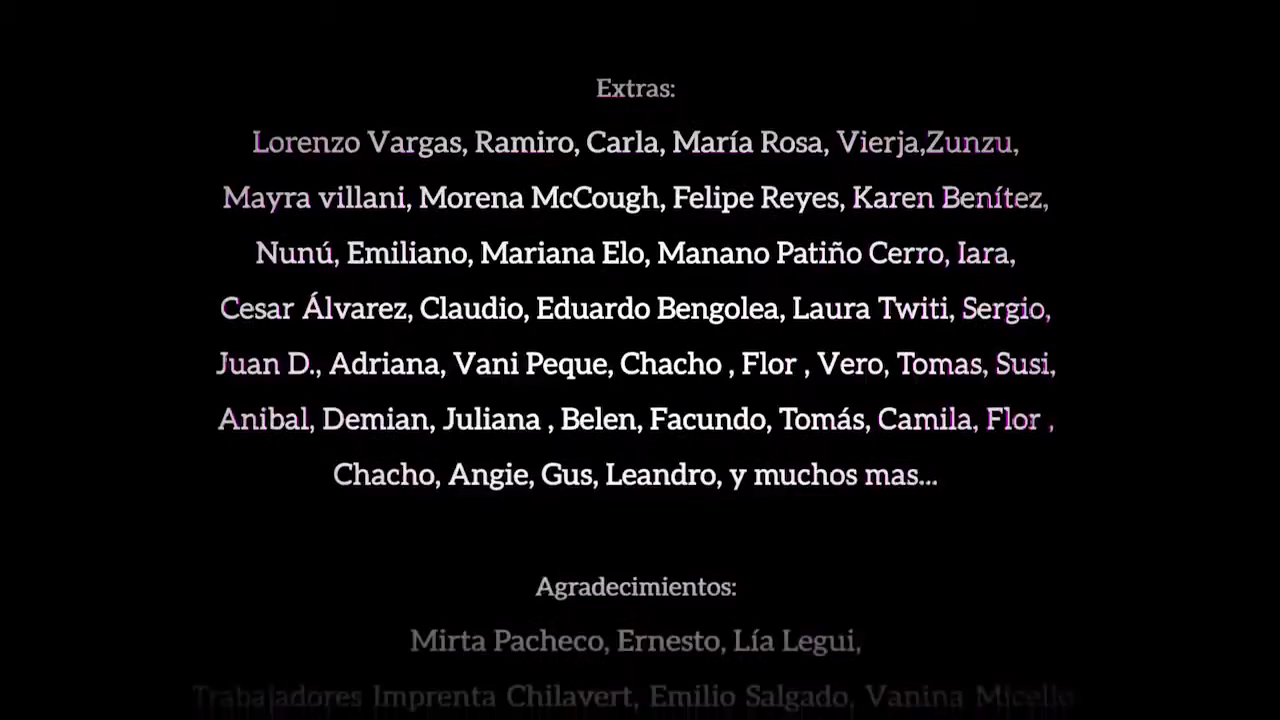 Extras:
Lorenzo Vargas, Ramiro, Carla, María Rosa, Vierja,Zunzu,
Mayra villani, Morena McCough, Felipe Reyes, Karen Benítez,
Nunú, Emiliano, Mariana Elo, Manano Patiño Cerro, Iara,
Cesar Álvarez, Claudio, Eduardo Bengolea, Laura Twiti, Sergio,
Juan D., Adriana, Vani Peque, Chacho , Flor , Vero, Tomas, Susi,
Anibal, Demian, Juliana , Belen, Facundo, Tomás, Camila, Flor ,
Chacho, Angie, Gus, Leandro, y muchos mas...
Agradecimientos:
Mirta Pacheco, Ernesto, Lía Legui,
Trabajadores Imprenta Chilavert, Emilio Salgado, Vanina Micello